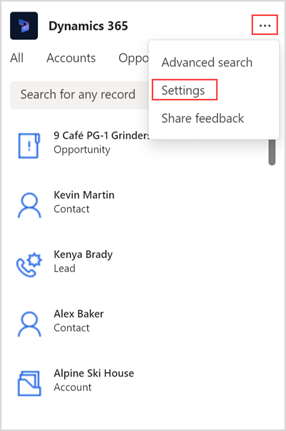 Dynamics 365 ...
All Accounts Oppo
Advanced search
Settings
Share feedback
Search for any record
9 Café PG-1 Grinders
Opportunity
Kevin Martin
Contact
Kenya Brady
Lead
Alex Baker
Contact
Alpine Ski House
Account